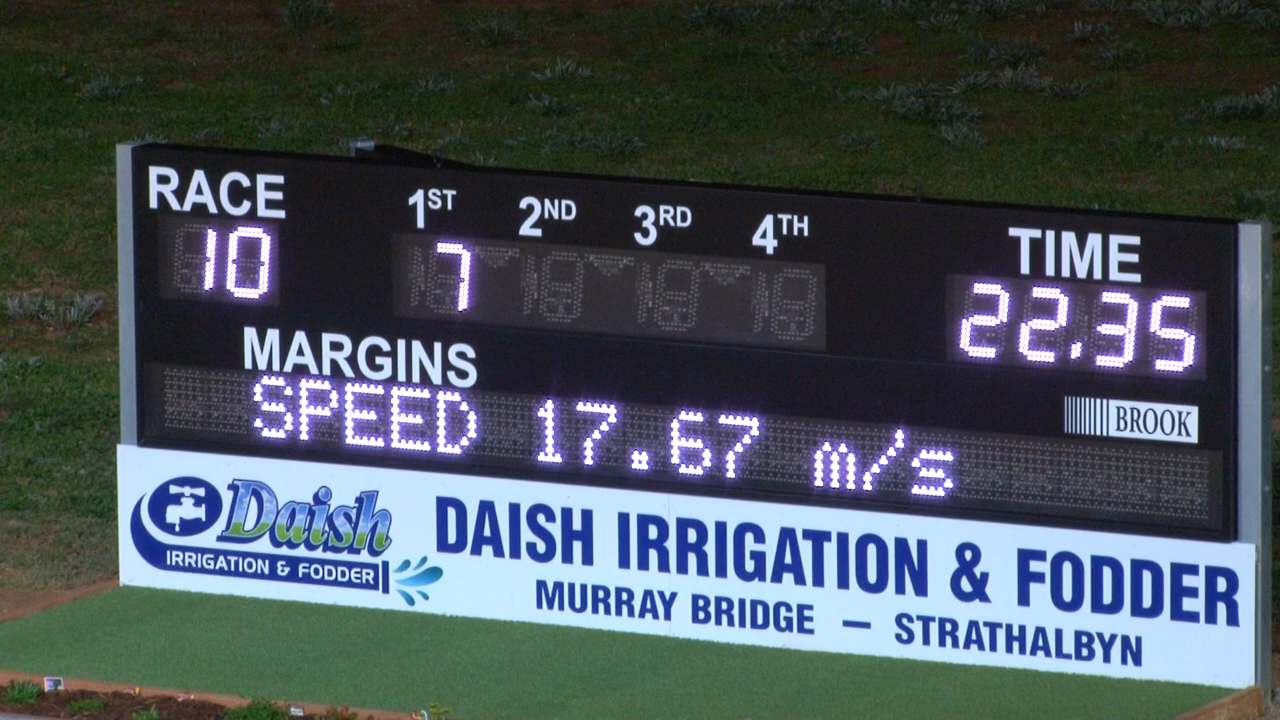 RACE 1ST 2ND 3RD 4TH TIME
10 7 22.35
MARGINS
SPEED 17.67 m/s
BROOK
Daish
IRRIGATION & FODDER
DAISH IRRIGATION & FODDER
MURRAY BRIDGE – STRATHALBYN